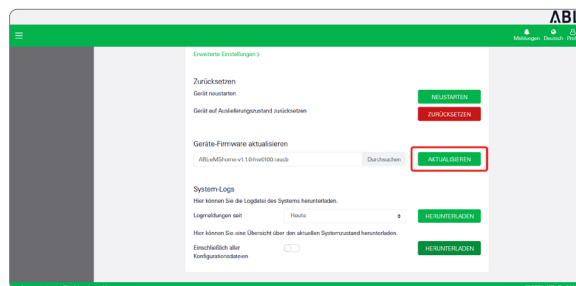 ABL
Meldungen Deutsch
Erweiterte Einstellungen >
Zurücksetzen
Gerät neustarten
NEUSTARTEN
Gerät auf Auslieferungszustand zurücksetzen
ZURÜCKSETZEN
Geräte-Firmware aktualisieren
Durchsuchen
AKTUALISIEREN
System-Logs
Hier können Sie die Logdatei des Systems herunterladen.
Logmeldungen seit
Heute
HERUNTERLADEN
Hier können Sie eine Übersicht über den aktuellen Systemzustand herunterladen.
Einschließlich aller
Konfigurationsdateien
HERUNTERLADEN